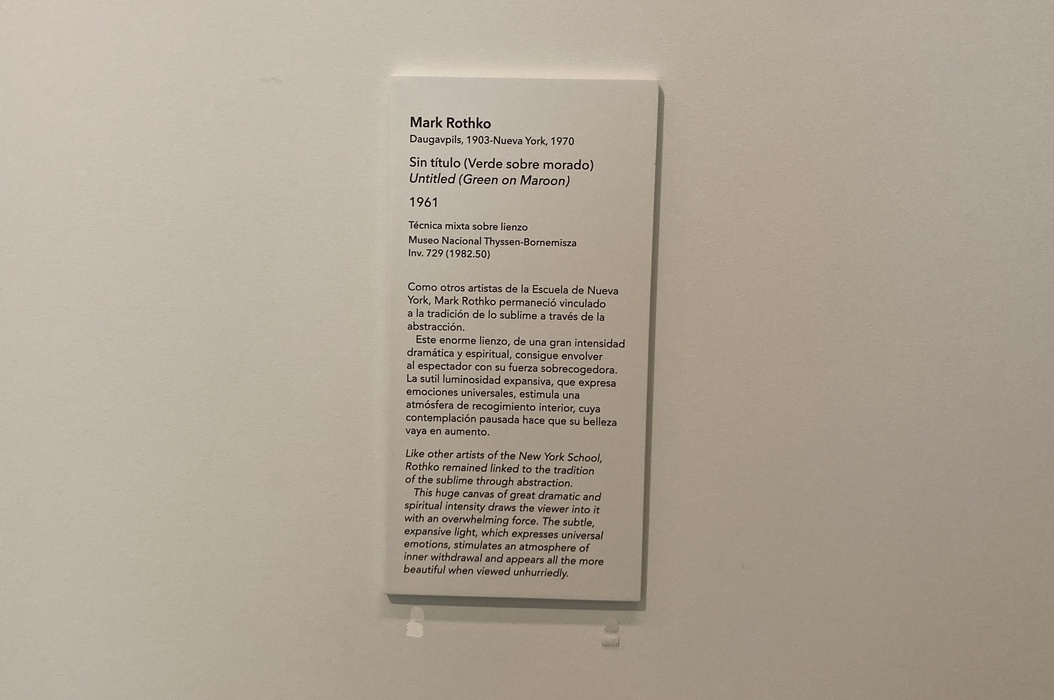 Mark Rothko
Daugavpils, 1903-Nueva York, 1970
Sin título (Verde sobre morado)
Untitled (Green on Maroon)
1961
Técnica mixta sobre lienzo
Museo Nacional Thyssen-Bornemisza
Inv. 729 (1982.50)
Como otros artistas de la Escuela de Nueva
York, Mark Rothko permaneció vinculado
a la tradición de lo sublime a través de la
abstracción.
Este enorme lienzo, de una gran intensidad
dramática y espiritual, consigue envolver
al espectador con su fuerza sobrecogedora.
La sutil luminosidad expansiva, que expresa
emociones universales, estimula una
atmósfera de recogimiento interior, cuya
contemplación pausada hace que su belleza
vaya en aumento.
Like other artists of the New York School,
Rothko remained linked to the tradition
of the sublime through abstraction.
This huge canvas of great dramatic and
spiritual intensity draws the viewer into it
with an overwhelming force. The subtle,
expansive light, which expresses universal
emotions, stimulates an atmosphere of
inner withdrawal and appears all the more
beautiful when viewed unhurriedly.